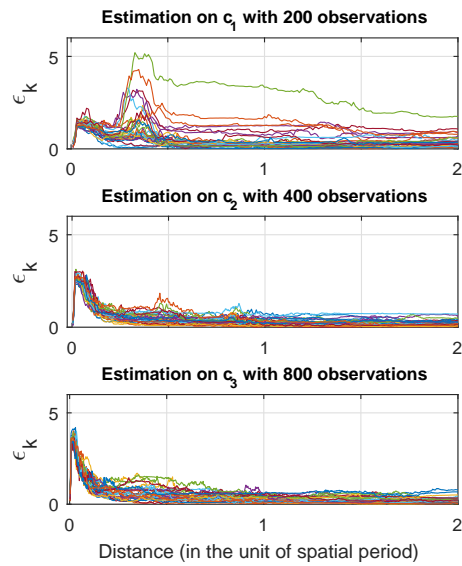 Estimation on c₁ with 200 observations
5
ϵₖ
0
0 1 2
Estimation on c₂ with 400 observations
5
ϵₖ
0
0 1 2
Estimation on c₃ with 800 observations
5
ϵₖ
0
0 1 2
Distance (in the unit of spatial period)